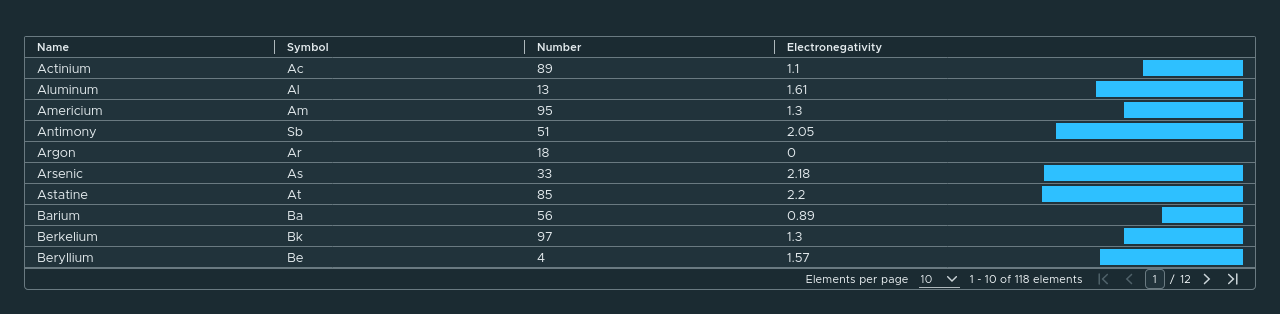 Name Symbol Number Electronegativity
Actinium Ac 89 1.1
Aluminum Al 13 1.61
Americium Am 95 1.3
Antimony Sb 51 2.05
Argon Ar 18 0
Arsenic As 33 2.18
Astatine At 85 2.2
Barium Ba 56 0.89
Berkelium Bk 97 1.3
Beryllium Be 4 1.57
Elements per page 10 1 - 10 of 118 elements 1 / 12